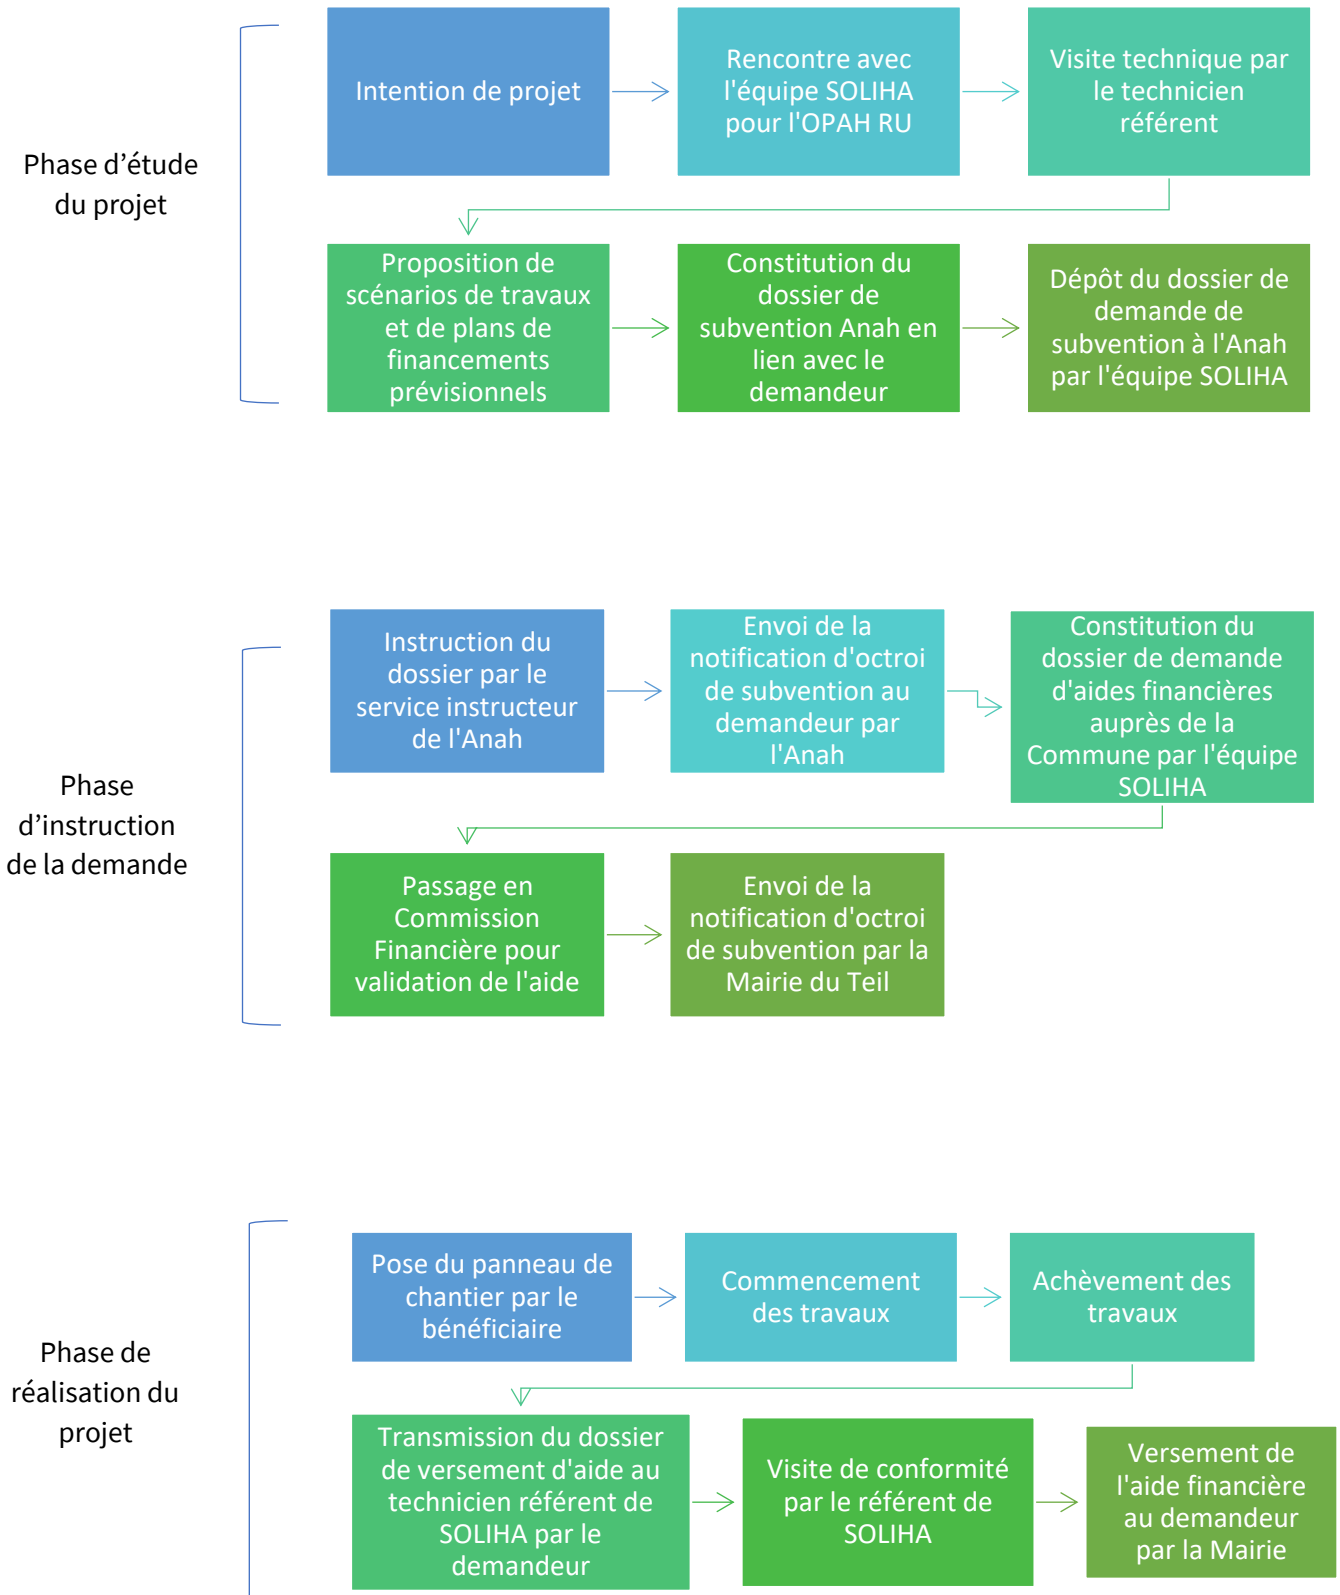 Phase d’étude
du projet
Intention de projet
Rencontre avec
l'équipe SOLIHA
pour l'OPAH RU
Visite technique par
le technicien
référent
Proposition de
scénarios de travaux
et de plans de
financements
prévisionnels
Constitution du
dossier de
subvention Anah en
lien avec le
demandeur
Dépôt du dossier de
demande de
subvention à l'Anah
par l'équipe SOLIHA
Phase
d’instruction
de la demande
Instruction du
dossier par le
service instructeur
de l'Anah
Envoi de la
notification d'octroi
de subvention au
demandeur par
l'Anah
Constitution du
dossier de demande
d'aides financières
auprès de la
Commune par l'équipe
SOLIHA
Passage en
Commission
Financière pour
validation de l'aide
Envoi de la
notification d'octroi
de subvention par la
Mairie du Teil
Phase de
réalisation du
projet
Pose du panneau de
chantier par le
bénéficiaire
Commencement
des travaux
Achèvement des
travaux
Transmission du dossier
de versement d'aide au
technicien référent de
SOLIHA par le
demandeur
Visite de conformité
par le référent de
SOLIHA
Versement de
l'aide financière
au demandeur
par la Mairie